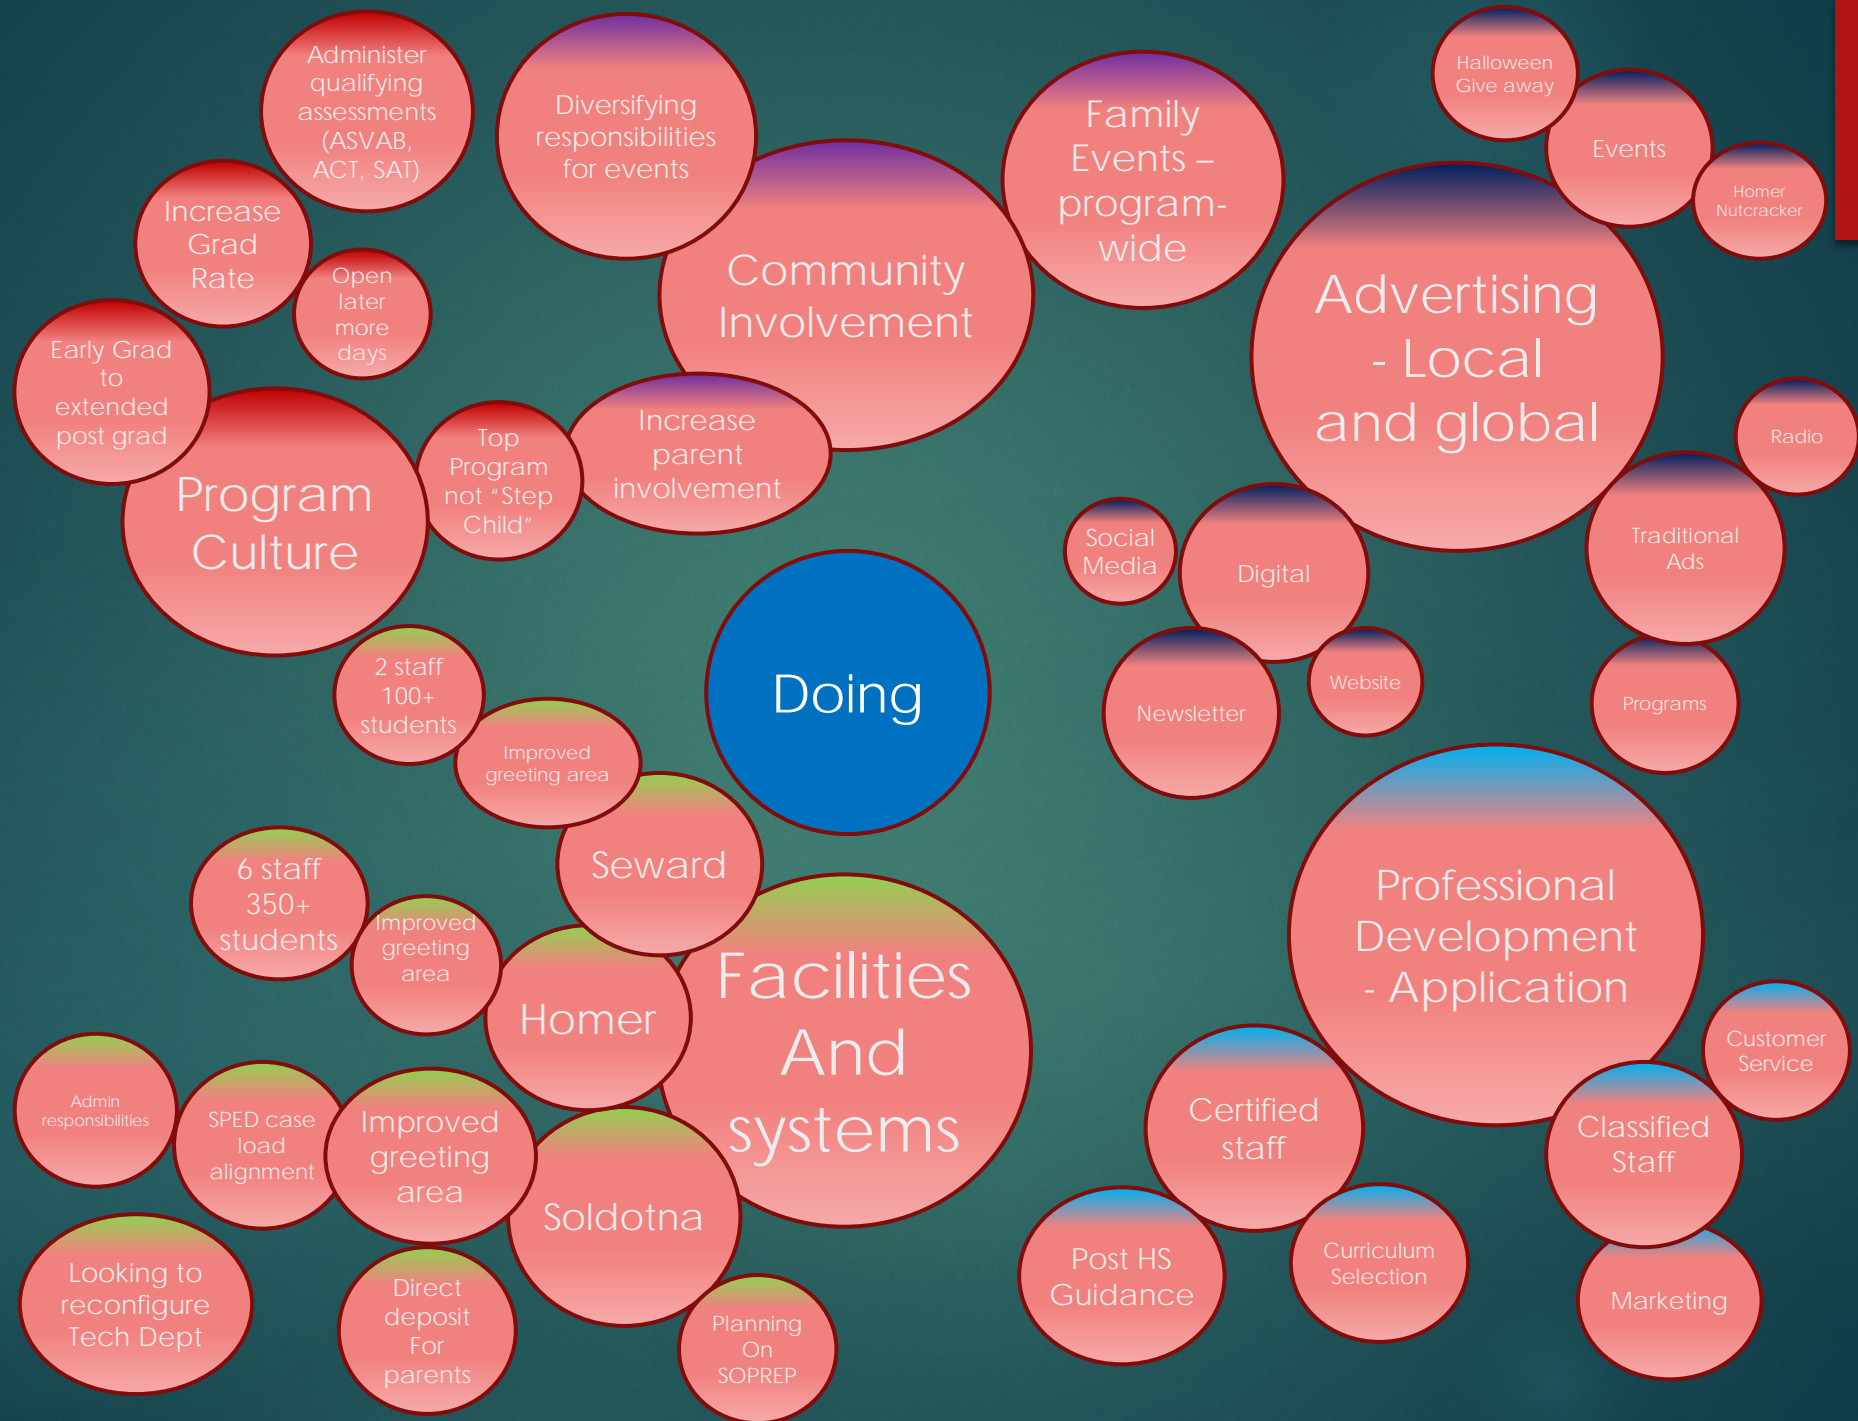 Administer
qualifying
assessments
(ASVAB,
ACT, SAT)
Diversifying
responsibilities
for events
Family
Events –
program-
wide
Halloween
Give away
Events
Homer
Nutcracker
Increase
Grad
Rate
Open
later
more
days
Community
Involvement
Advertising
- Local
and global
Early Grad
to
extended
post grad
Program
Culture
Top
Program
not “Step
Child”
Increase
parent
involvement
Radio
Traditional
Ads
Social
Media
Digital
Newsletter
Website
Programs
Doing
2 staff
100+
students
Improved
greeting area
Seward
6 staff
350+
students
Improved
greeting
area
Homer
Facilities
And
systems
Professional
Development
- Application
Customer
Service
Certified
staff
Classified
Staff
Admin
responsibilities
SPED case
load
alignment
Improved
greeting
area
Soldotna
Looking to
reconfigure
Tech Dept
Direct
deposit
For
parents
Planning
On
SOPREP
Post HS
Guidance
Curriculum
Selection
Marketing